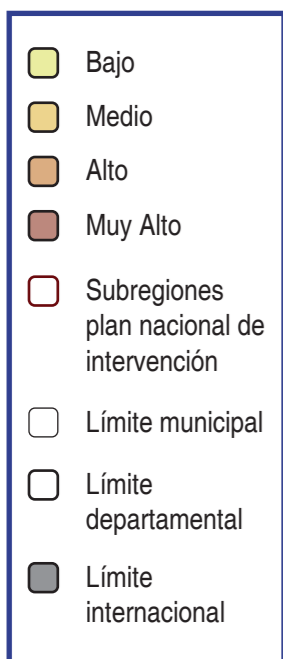 Bajo
Medio
Alto
Muy Alto
Subregiones
plan nacional de
intervención
Límite municipal
Límite
departamental
Límite
internacional